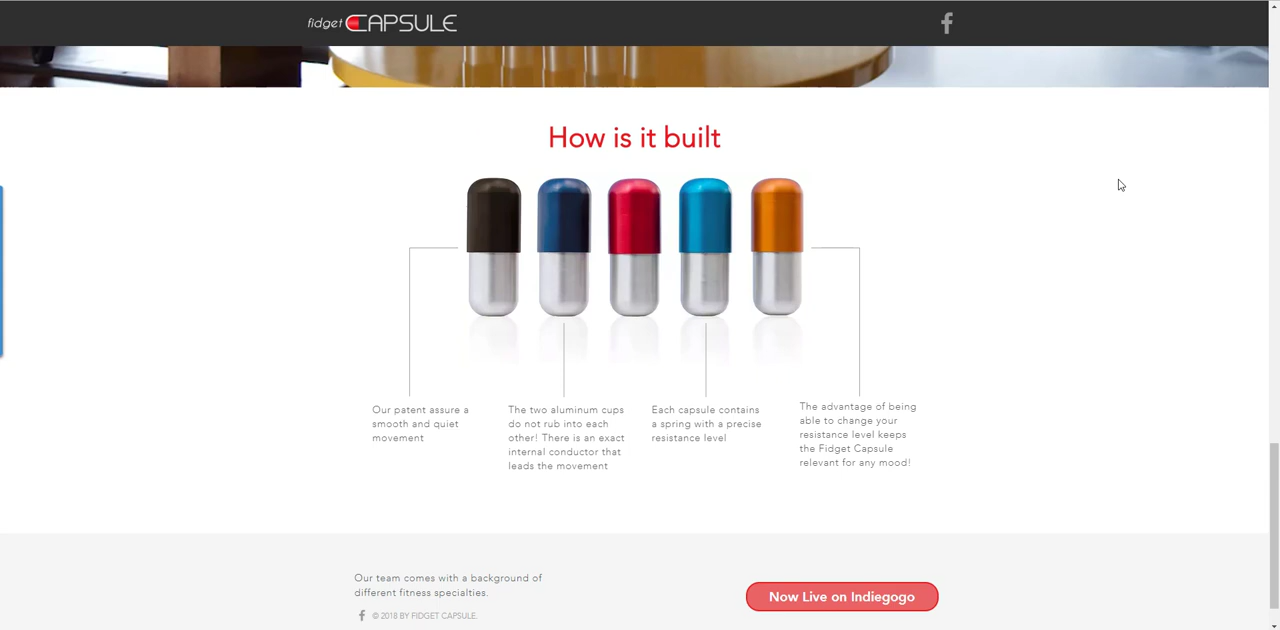 fidget CAPSULE
How is it built
Our patent assure a
smooth and quiet
movement
The two aluminum cups
do not rub into each
other! There is an exact
internal conductor that
leads the movement
Each capsule contains
a spring with a precise
resistance level
The advantage of being
able to change your
resistance level keeps
the Fidget Capsule
relevant for any mood!
Our team comes with a background of
different fitness specialties.
© 2018 BY FIDGET CAPSULE.
Now Live on Indiegogo